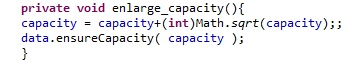 private void enlarge_capacity(){
capacity = capacity+(int)Math.sqrt(capacity);;
data.ensureCapacity( capacity );
}